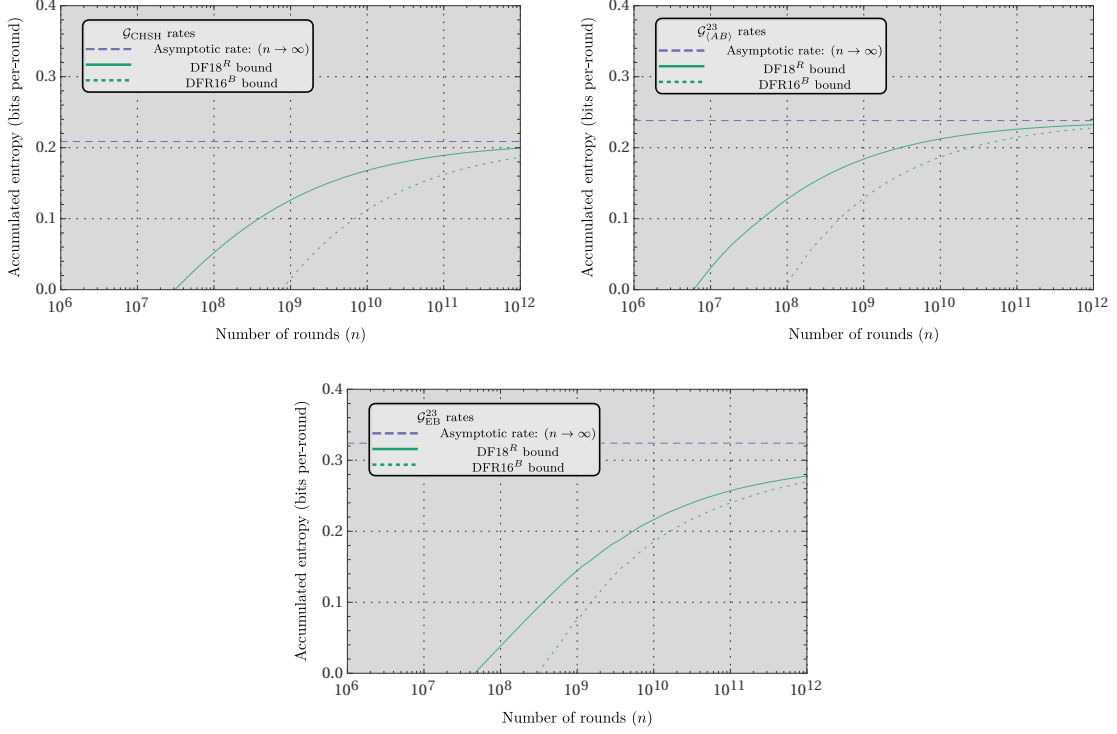 0.4
0.3
0.2
0.1
0.0
Accumulated entropy (bits per-round)
𝒢_CHSH rates
Asymptotic rate: (n → ∞)
DF18^R bound
DFR16^B bound
10^6 10^7 10^8 10^9 10^10 10^11 10^12
Number of rounds (n)
0.4
0.3
0.2
0.1
0.0
Accumulated entropy (bits per-round)
𝒢^23_⟨AB⟩ rates
Asymptotic rate: (n → ∞)
DF18^R bound
DFR16^B bound
10^6 10^7 10^8 10^9 10^10 10^11 10^12
Number of rounds (n)
0.4
0.3
0.2
0.1
0.0
Accumulated entropy (bits per-round)
𝒢^23_EB rates
Asymptotic rate: (n → ∞)
DF18^R bound
DFR16^B bound
10^6 10^7 10^8 10^9 10^10 10^11 10^12
Number of rounds (n)